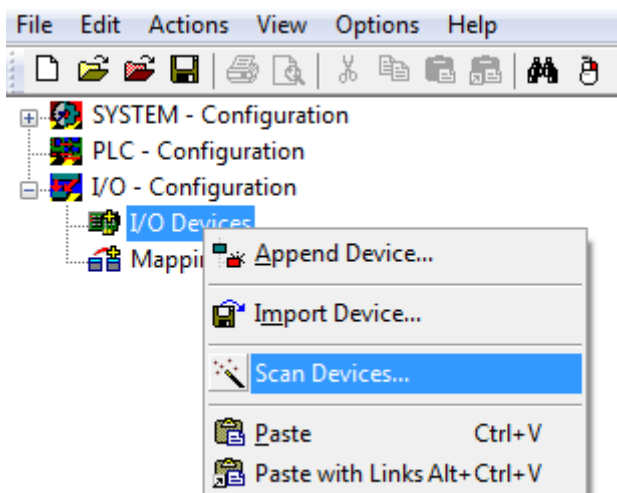 File Edit Actions View Options Help
SYSTEM - Configuration
PLC - Configuration
I/O - Configuration
I/O Devices
Mappin
Append Device...
Import Device...
Scan Devices...
Paste Ctrl+V
Paste with Links Alt+Ctrl+V